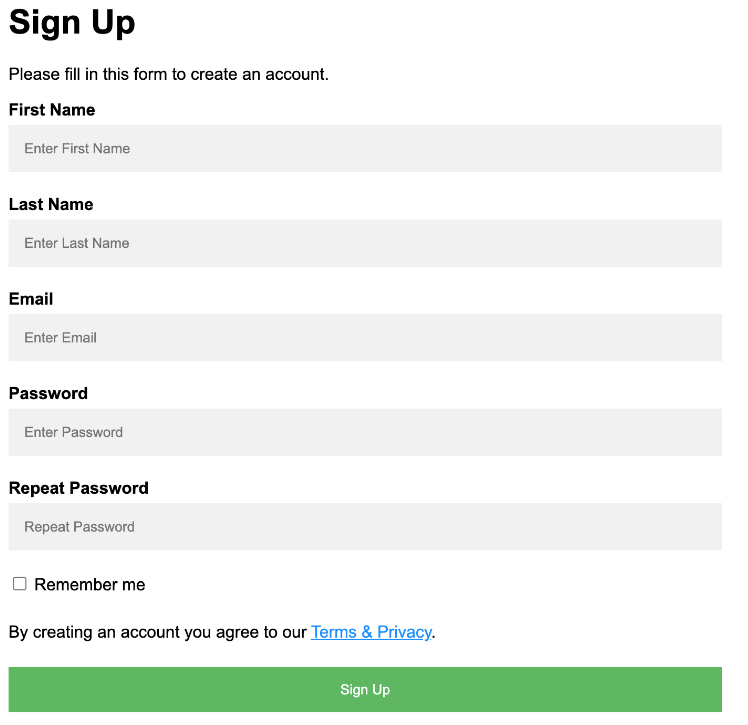 Sign Up
Please fill in this form to create an account.
First Name
Enter First Name
Last Name
Enter Last Name
Email
Enter Email
Password
Enter Password
Repeat Password
Repeat Password
Remember me
By creating an account you agree to our Terms & Privacy.
Sign Up